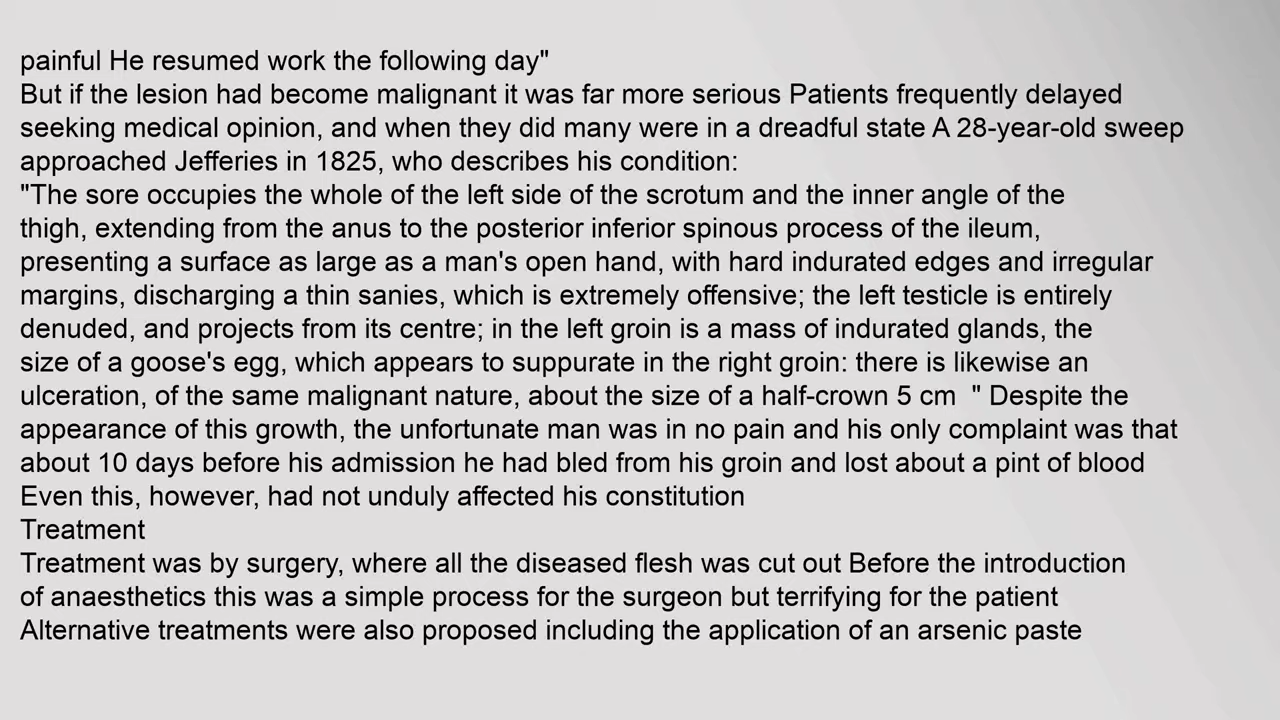 painful He resumed work the following day"
But if the lesion had become malignant it was far more serious Patients frequently delayed
seeking medical opinion, and when they did many were in a dreadful state A 28-year-old sweep
approached Jefferies in 1825, who describes his condition:
"The sore occupies the whole of the left side of the scrotum and the inner angle of the
thigh, extending from the anus to the posterior inferior spinous process of the ileum,
presenting a surface as large as a man's open hand, with hard indurated edges and irregular
margins, discharging a thin sanies, which is extremely offensive; the left testicle is entirely
denuded, and projects from its centre; in the left groin is a mass of indurated glands, the
size of a goose's egg, which appears to suppurate in the right groin: there is likewise an
ulceration, of the same malignant nature, about the size of a half-crown 5 cm  " Despite the
appearance of this growth, the unfortunate man was in no pain and his only complaint was that
about 10 days before his admission he had bled from his groin and lost about a pint of blood
Even this, however, had not unduly affected his constitution
Treatment
Treatment was by surgery, where all the diseased flesh was cut out Before the introduction
of anaesthetics this was a simple process for the surgeon but terrifying for the patient
Alternative treatments were also proposed including the application of an arsenic paste